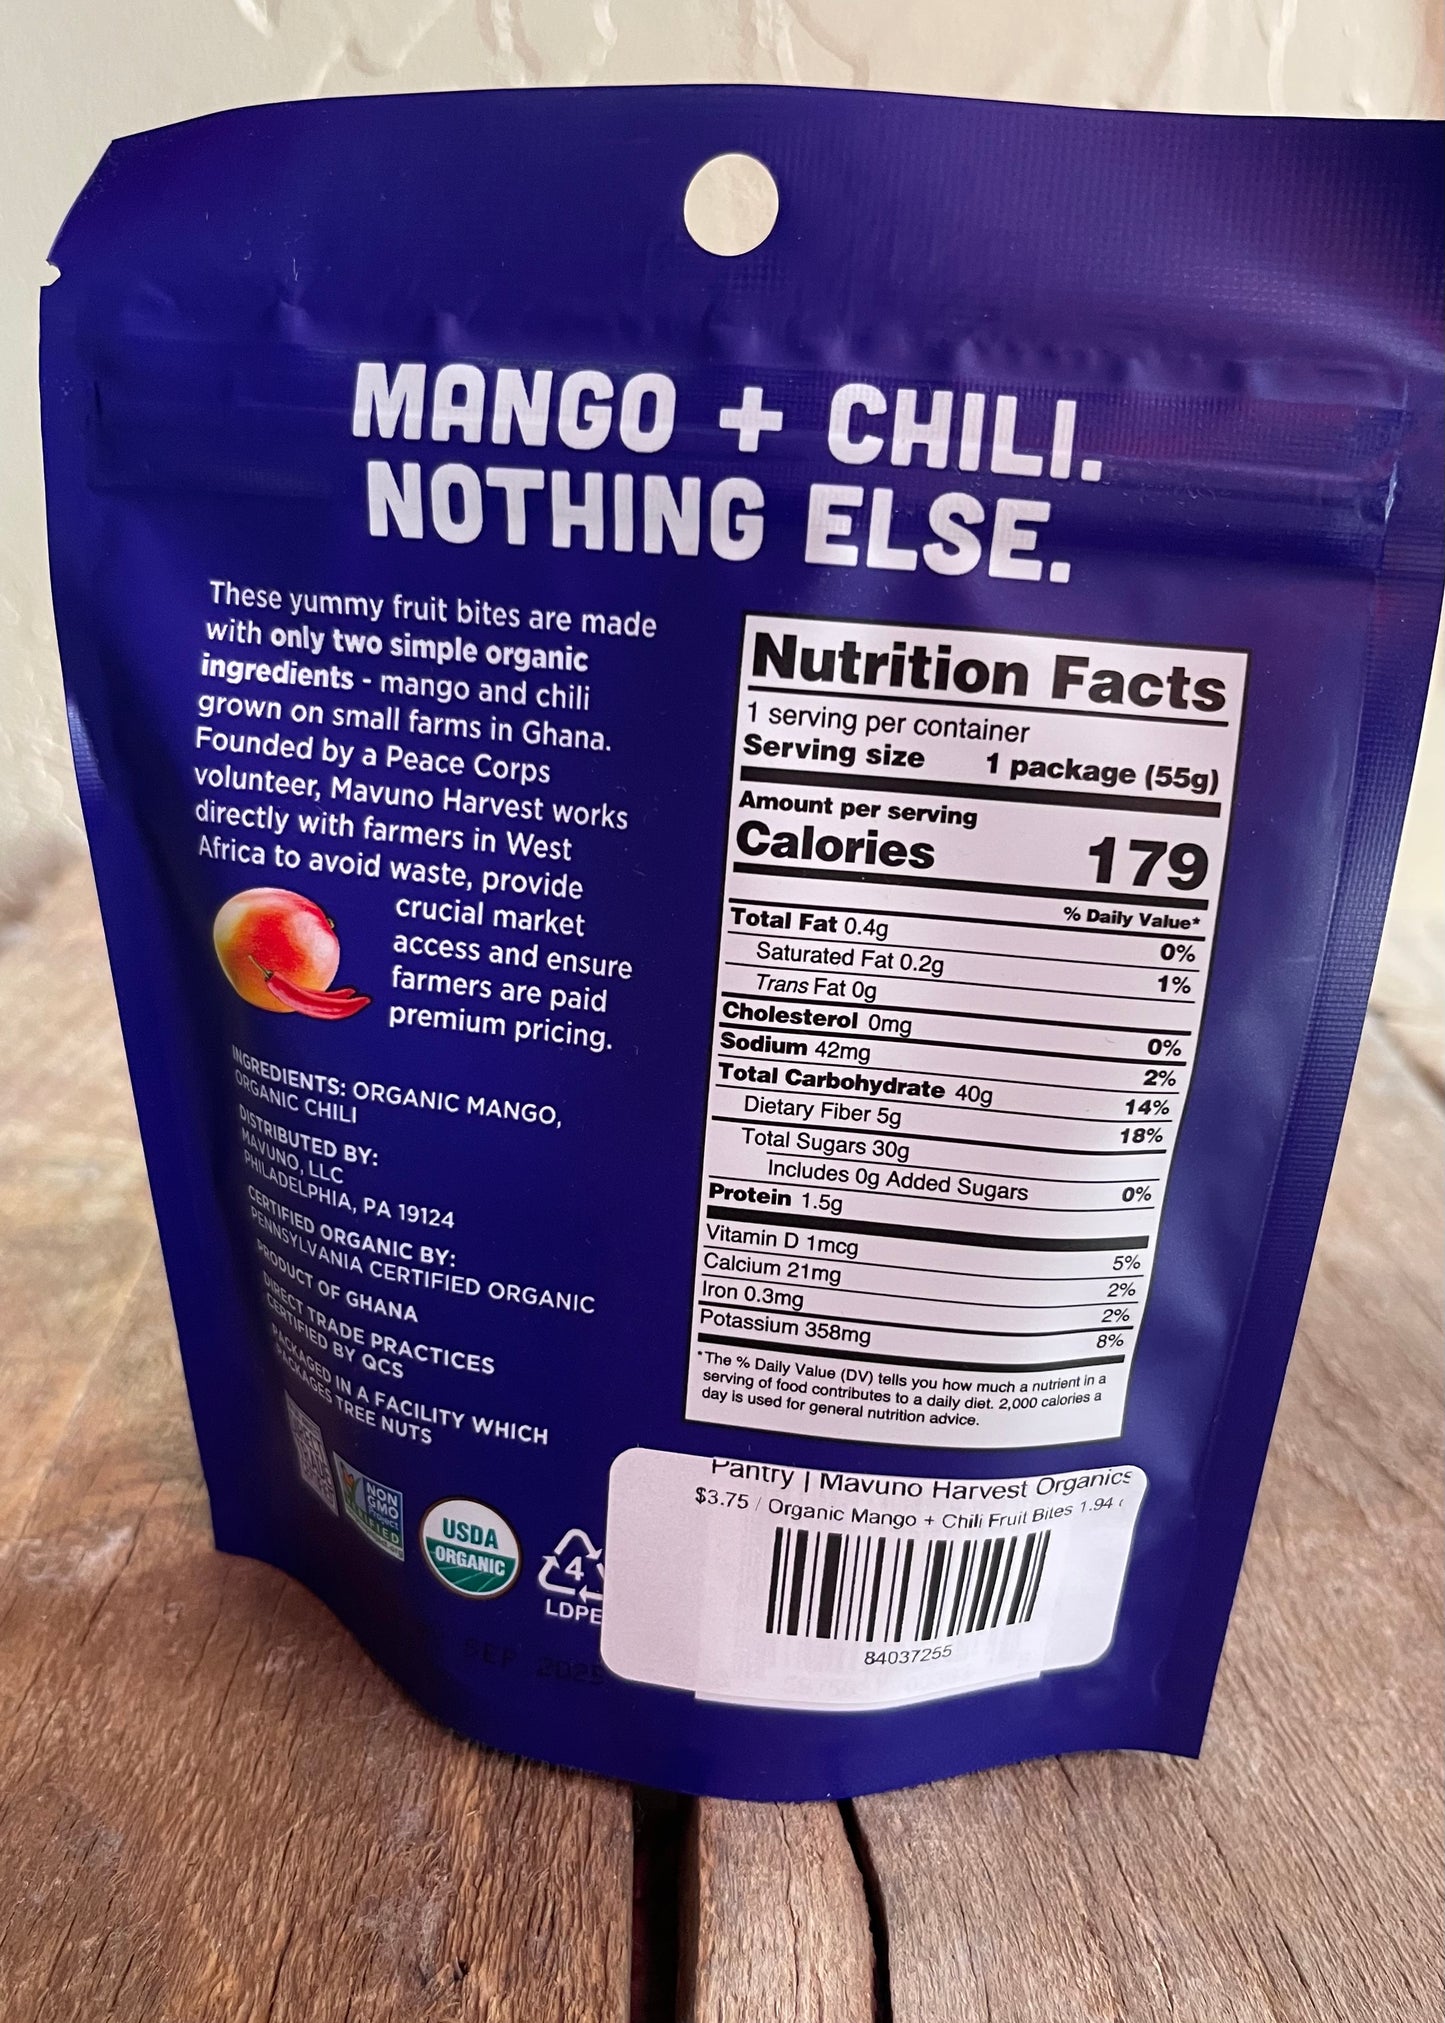 MANGO + CHILI.
NOTHING ELSE.
These yummy fruit bites are made
with only two simple organic
ingredients - mango and chili
grown on small farms in Ghana.
Founded by a Peace Corps
volunteer, Mavuno Harvest works
directly with farmers in West
Africa to avoid waste, provide
crucial market
access and ensure
farmers are paid
premium pricing.
INGREDIENTS: ORGANIC MANGO,
ORGANIC CHILI
DISTRIBUTED BY:
MAVUNO, LLC
PHILADELPHIA, PA 19124
CERTIFIED ORGANIC BY:
PENNSYLVANIA CERTIFIED ORGANIC
PRODUCT OF GHANA
DIRECT TRADE PRACTICES
CERTIFIED BY QCS
PACKAGED IN A FACILITY WHICH
PACKAGES TREE NUTS
NON
GMO
Project
VERIFIED
USDA
ORGANIC
4
LDPE
SEP 2025
Nutrition Facts
1 serving per container
Serving size 1 package (55g)
Amount per serving
Calories 179
% Daily Value*
Total Fat 0.4g 0%
Saturated Fat 0.2g 1%
Trans Fat 0g
Cholesterol 0mg 0%
Sodium 42mg 2%
Total Carbohydrate 40g 14%
Dietary Fiber 5g 18%
Total Sugars 30g
Includes 0g Added Sugars 0%
Protein 1.5g
Vitamin D 1mcg 5%
Calcium 21mg 2%
Iron 0.3mg 2%
Potassium 358mg 8%
*The % Daily Value (DV) tells you how much a nutrient in a
serving of food contributes to a daily diet. 2,000 calories a
day is used for general nutrition advice.
Pantry | Mavuno Harvest Organics
$3.75 / Organic Mango + Chili Fruit Bites 1.94
84037255